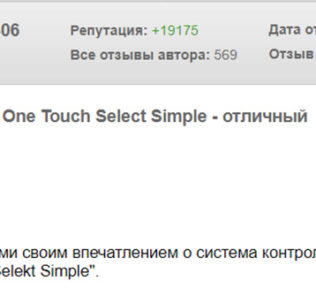 06 Репутация: +19175 Дата от
Все отзывы автора: 569 Отзыв
One Touch Select Simple - отличный
ми своим впечатлением о система контрол
elekt Simple".